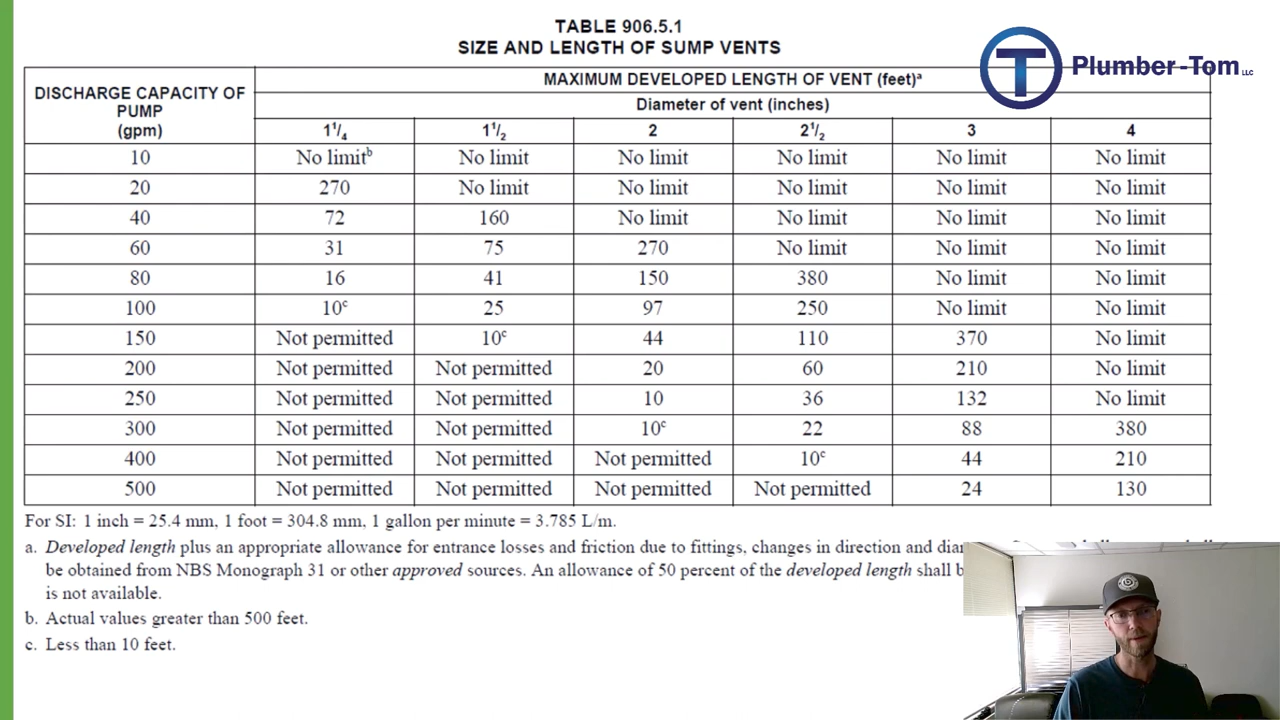 TABLE 906.5.1
SIZE AND LENGTH OF SUMP VENTS
T Plumber-Tom LLC
DISCHARGE CAPACITY OF PUMP (gpm) MAXIMUM DEVELOPED LENGTH OF VENT (feet)ᵃ
Diameter of vent (inches)
1 1/4 1 1/2 2 2 1/2 3 4
10 No limitᵇ No limit No limit No limit No limit No limit
20 270 No limit No limit No limit No limit No limit
40 72 160 No limit No limit No limit No limit
60 31 75 270 No limit No limit No limit
80 16 41 150 380 No limit No limit
100 10ᶜ 25 97 250 No limit No limit
150 Not permitted 10ᶜ 44 110 370 No limit
200 Not permitted Not permitted 20 60 210 No limit
250 Not permitted Not permitted 10 36 132 No limit
300 Not permitted Not permitted 10ᶜ 22 88 380
400 Not permitted Not permitted Not permitted 10ᶜ 44 210
500 Not permitted Not permitted Not permitted Not permitted 24 130
For SI: 1 inch = 25.4 mm, 1 foot = 304.8 mm, 1 gallon per minute = 3.785 L/m.
a. Developed length plus an appropriate allowance for entrance losses and friction due to fittings, changes in direction and
be obtained from NBS Monograph 31 or other approved sources. An allowance of 50 percent of the developed length shall
is not available.
b. Actual values greater than 500 feet.
c. Less than 10 feet.